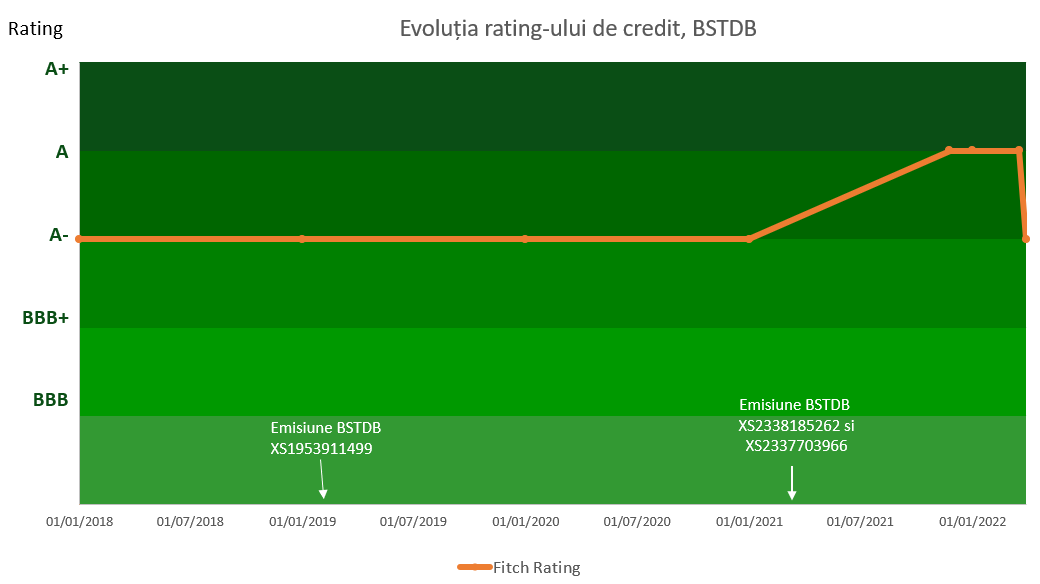 Rating
Evoluția rating-ului de credit, BSTDB
A+
A
A-
BBB+
BBB
Emisiune BSTDB
XS1953911499
Emisiune BSTDB
XS2338185262 si
XS2337703966
01/01/2018
01/07/2018
01/01/2019
01/07/2019
01/01/2020
01/07/2020
01/01/2021
01/07/2021
01/01/2022
Fitch Rating